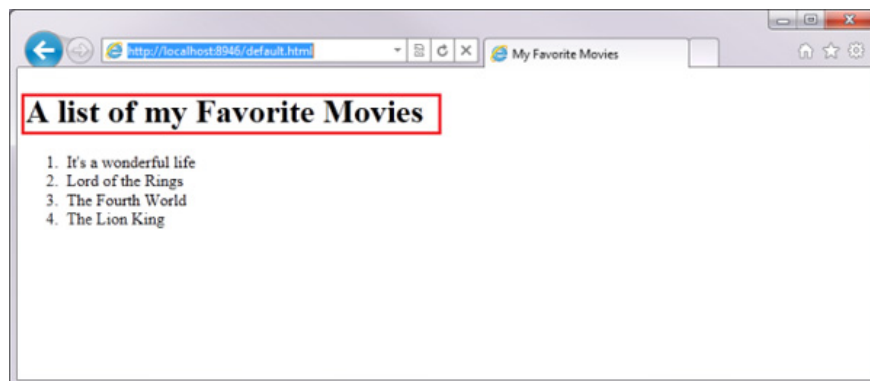 http://localhost:8946/default.html
My Favorite Movies
A list of my Favorite Movies
1. It's a wonderful life
2. Lord of the Rings
3. The Fourth World
4. The Lion King